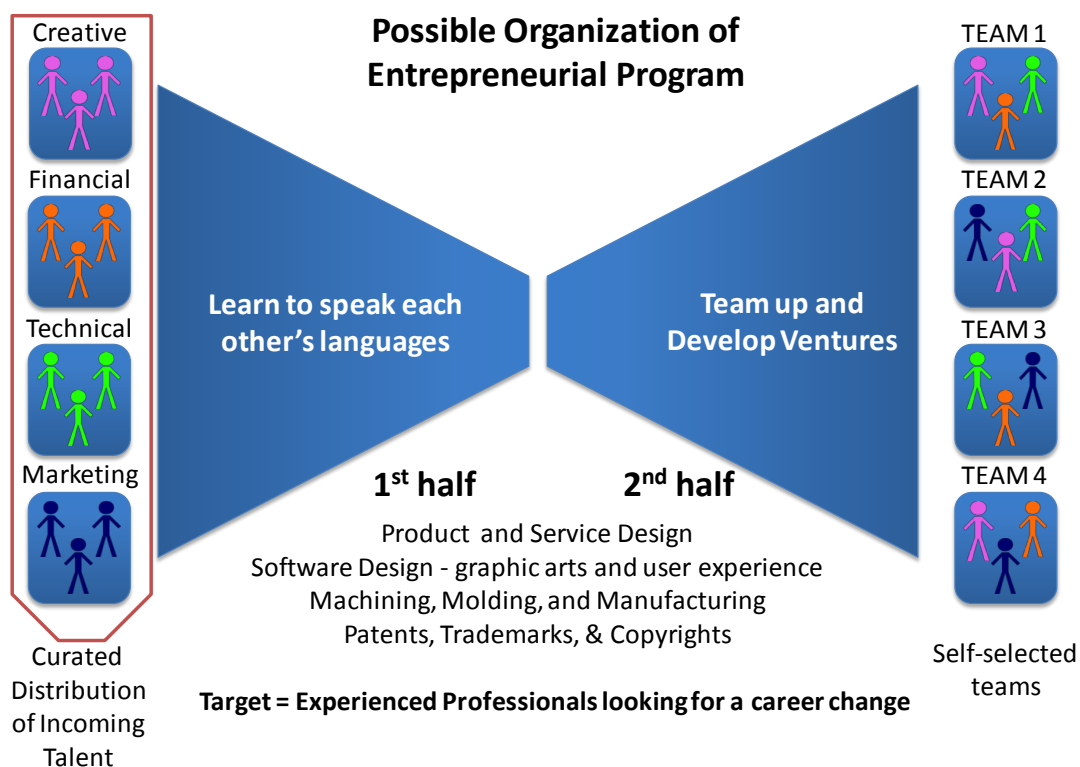 Possible Organization of
Entrepreneurial Program
Creative
Financial
Technical
Marketing
Curated
Distribution
of Incoming
Talent
Learn to speak each
other’s languages
Team up and
Develop Ventures
1st half
2nd half
Product and Service Design
Software Design - graphic arts and user experience
Machining, Molding, and Manufacturing
Patents, Trademarks, & Copyrights
Target = Experienced Professionals looking for a career change
TEAM 1
TEAM 2
TEAM 3
TEAM 4
Self-selected
teams